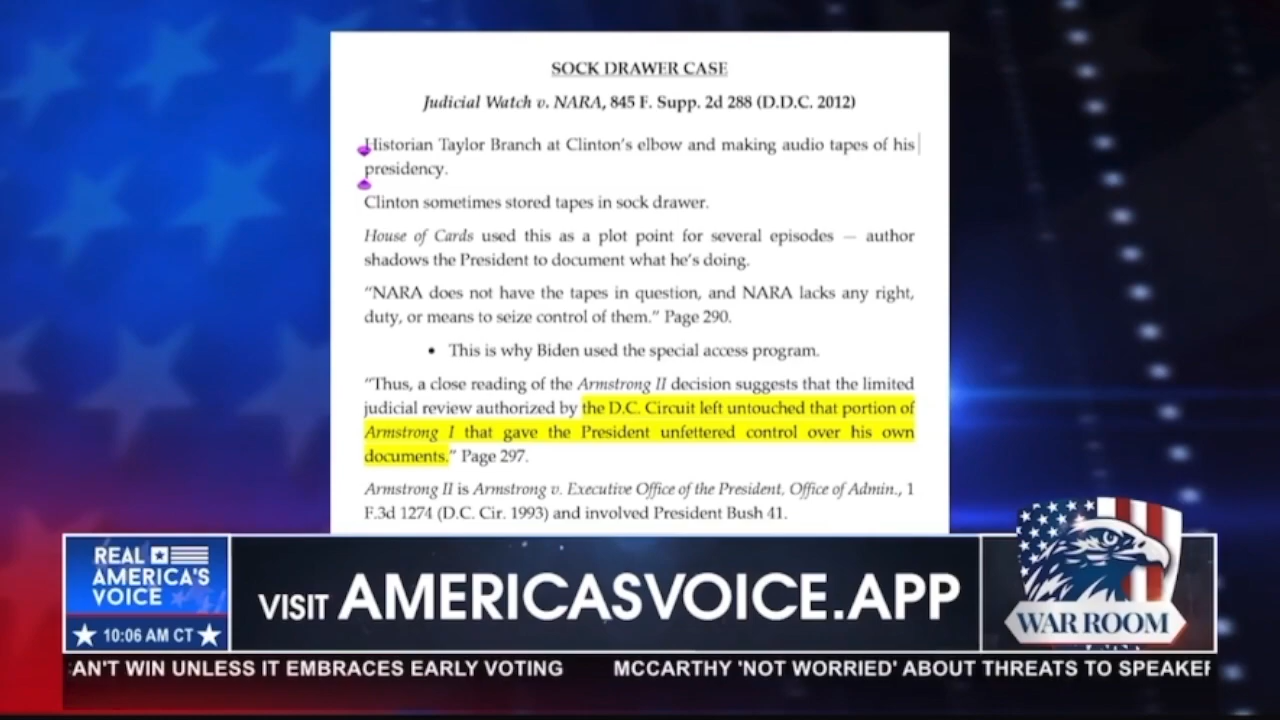 SOCK DRAWER CASE
Judicial Watch v. NARA, 845 F. Supp. 2d 288 (D.D.C. 2012)
Historian Taylor Branch at Clinton's elbow and making audio tapes of his
presidency.
Clinton sometimes stored tapes in sock drawer.
House of Cards used this as a plot point for several episodes — author
shadows the President to document what he's doing.
"NARA does not have the tapes in question, and NARA lacks any right,
duty, or means to seize control of them." Page 290.
• This is why Biden used the special access program.
"Thus, a close reading of the Armstrong II decision suggests that the limited
judicial review authorized by the D.C. Circuit left untouched that portion of
Armstrong I that gave the President unfettered control over his own
documents." Page 297.
Armstrong II is Armstrong v. Executive Office of the President, Office of Admin., 1
F.3d 1274 (D.C. Cir. 1993) and involved President Bush 41.
REAL
AMERICA'S
VOICE
10:06 AM CT
VISIT AMERICASVOICE.APP
WAR ROOM
AN'T WIN UNLESS IT EMBRACES EARLY VOTING MCCARTHY 'NOT WORRIED' ABOUT THREATS TO SPEAKER